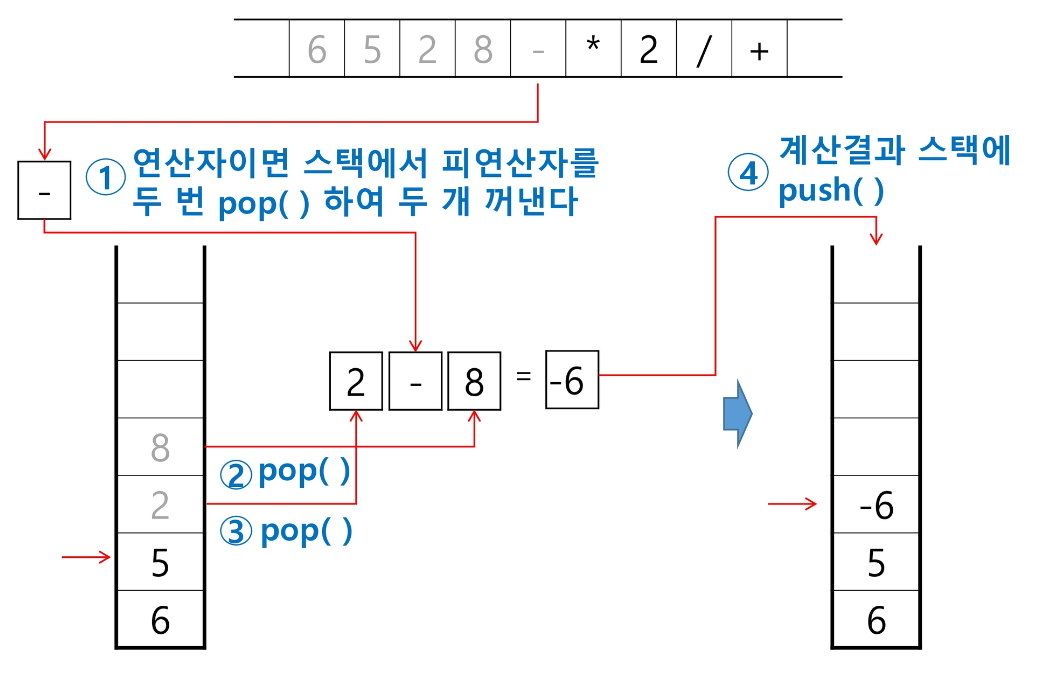 6 5 2 8 - * 2 / +
-
① 연산자이면 스택에서 피연산자를
두 번 pop( ) 하여 두 개 꺼낸다
④ 계산결과 스택에
push( )
2 - 8 = -6
8
② pop( )
2
③ pop( )
5
6
-6
5
6